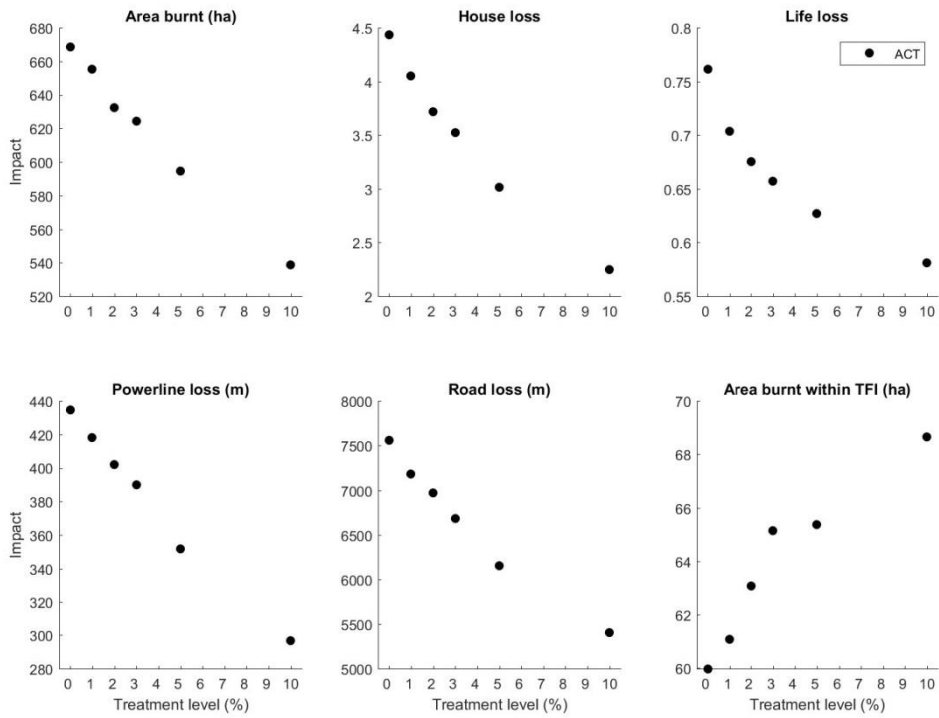 Area burnt (ha)
680
660
640
620
600
580
560
540
520
Impact
0 1 2 3 4 5 6 7 8 9 10
House loss
4.5
4
3.5
3
2.5
2
0 1 2 3 4 5 6 7 8 9 10
Life loss
ACT
0.8
0.75
0.7
0.65
0.6
0.55
0 1 2 3 4 5 6 7 8 9 10
Powerline loss (m)
440
420
400
380
360
340
320
300
280
Impact
0 1 2 3 4 5 6 7 8 9 10
Treatment level (%)
Road loss (m)
8000
7500
7000
6500
6000
5500
5000
0 1 2 3 4 5 6 7 8 9 10
Treatment level (%)
Area burnt within TFI (ha)
70
68
66
64
62
60
0 1 2 3 4 5 6 7 8 9 10
Treatment level (%)